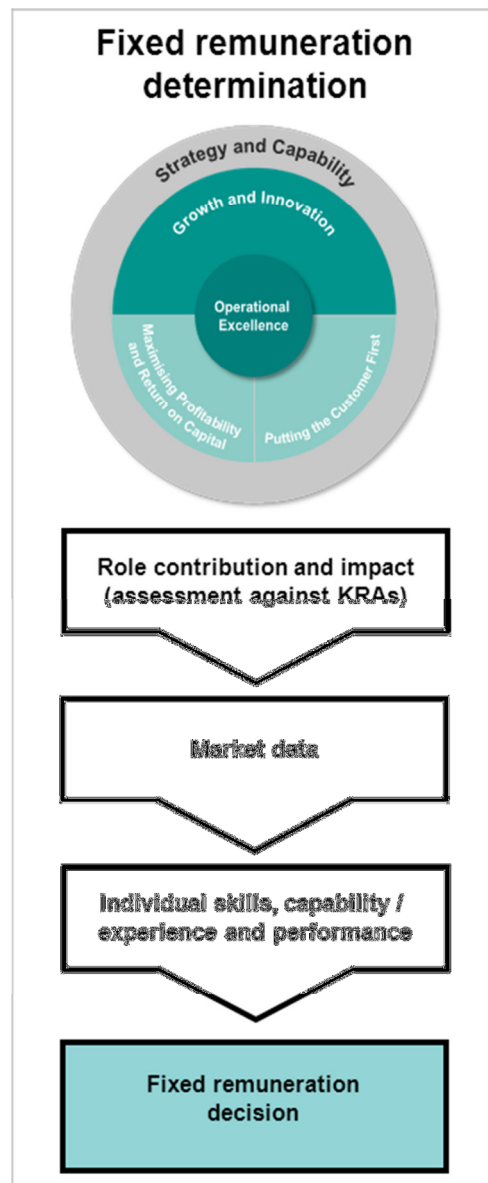 Fixed remuneration
determination
Strategy and Capability
Growth and Innovation
Operational
Excellence
Maximising Profitability
and Return on Capital
Putting the Customer First
Role contribution and impact
(assessment against KRAs)
Market data
Individual skills, capability /
experience and performance
Fixed remuneration
decision